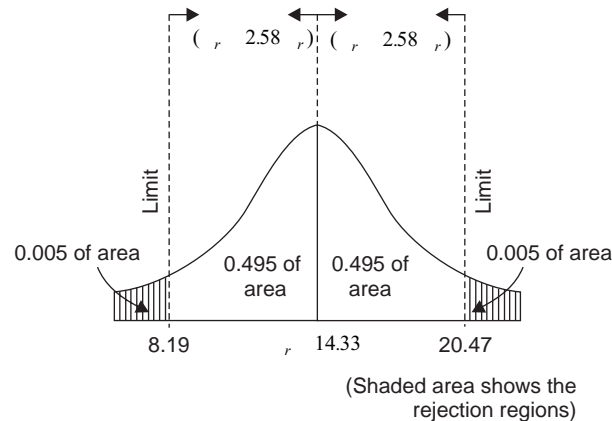 ( r 2.58 r) ( r 2.58 r)
Limit
Limit
0.005 of area
0.495 of
area
0.495 of
area
0.005 of area
8.19
r 14.33
20.47
(Shaded area shows the
rejection regions)